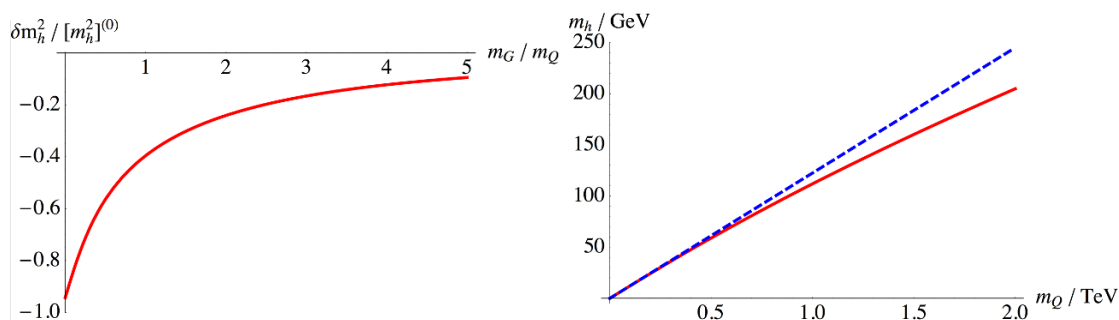 δm_h^2 / [m_h^2]^(0)
m_G / m_Q
1 2 3 4 5
−0.2
−0.4
−0.6
−0.8
−1.0
m_h / GeV
250
200
150
100
50
0.5 1.0 1.5 2.0
m_Q / TeV